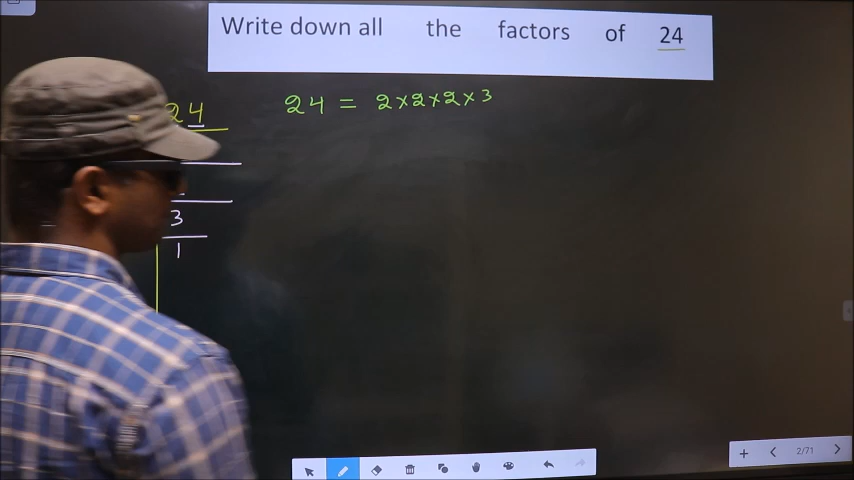 Write down all the factors of 24
24 24 = 2×2×2×3
3
1
2/71